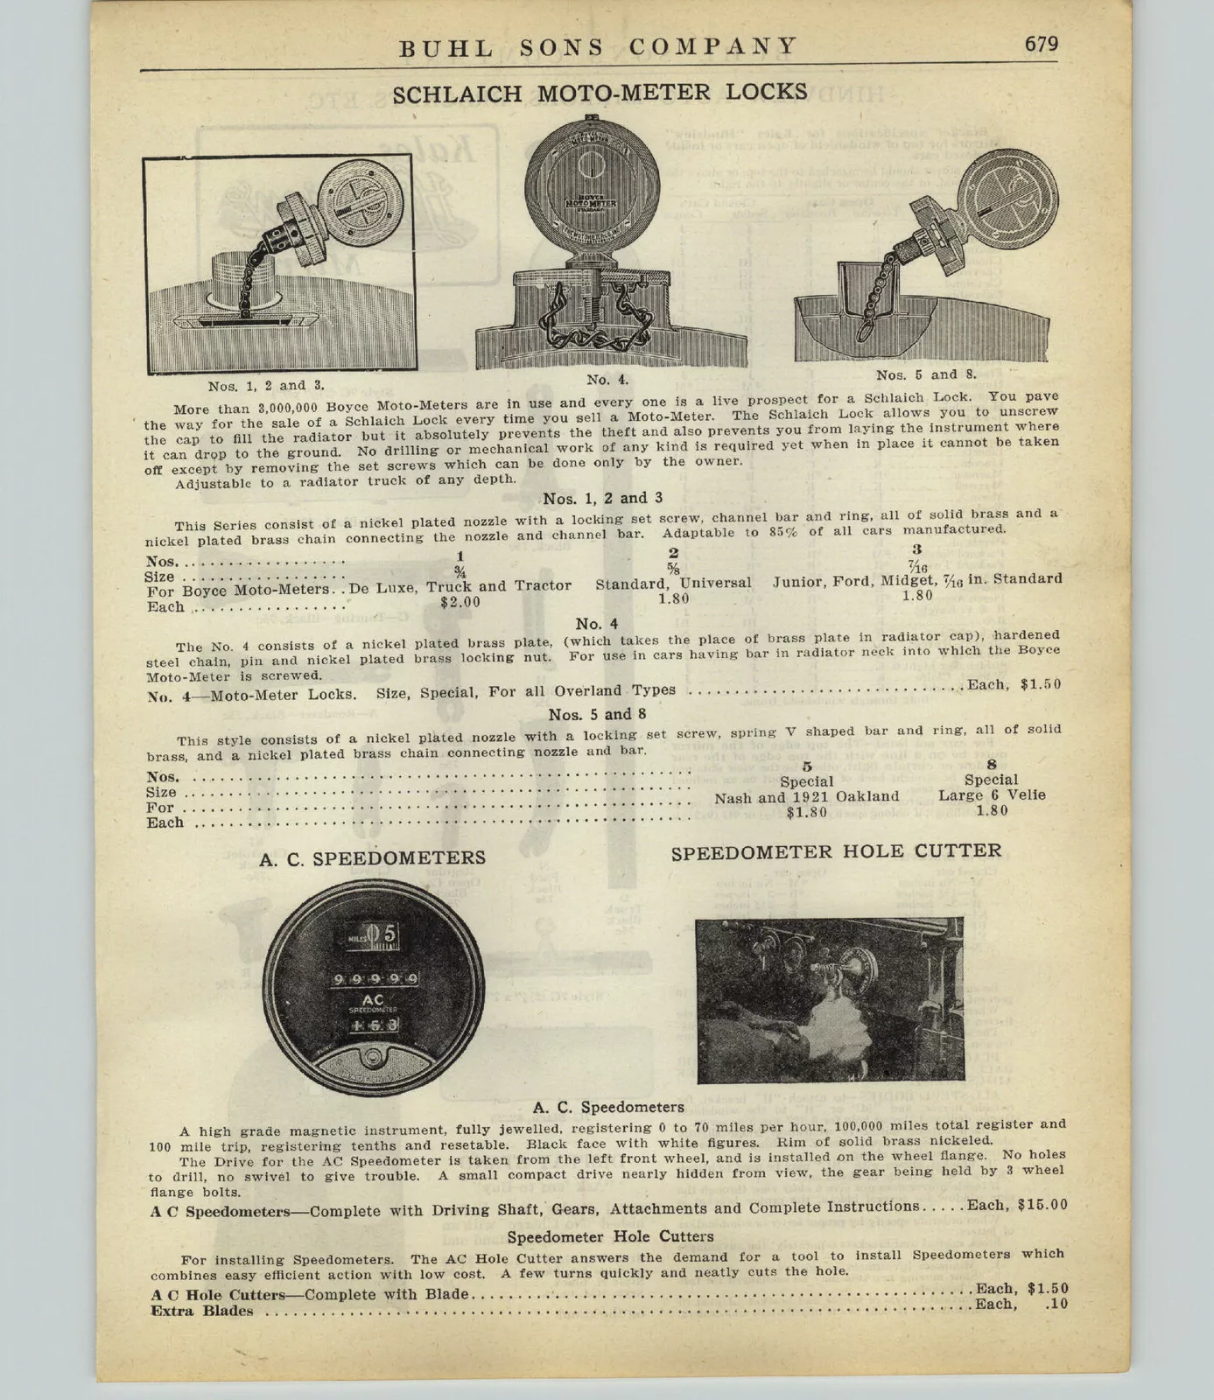 BUHL SONS COMPANY 679
SCHLAICH MOTO-METER LOCKS
BOYCE
MOTO METER
Nos. 1, 2 and 3.
No. 4.
Nos. 5 and 8.
More than 3,000,000 Boyce Moto-Meters are in use and every one is a live prospect for a Schlaich Lock. You pave
the way for the sale of a Schlaich Lock every time you sell a Moto-Meter. The Schlaich Lock allows you to unscrew
the cap to fill the radiator but it absolutely prevents the theft and also prevents you from laying the instrument where
it can drop to the ground. No drilling or mechanical work of any kind is required yet when in place it cannot be taken
off except by removing the set screws which can be done only by the owner.
Adjustable to a radiator truck of any depth.
Nos. 1, 2 and 3
This Series consist of a nickel plated nozzle with a locking set screw, channel bar and ring, all of solid brass and a
nickel plated brass chain connecting the nozzle and channel bar. Adaptable to 85% of all cars manufactured.
Nos. .................. 1 2 3
Size .................. ¾ ⅝ 7/16
For Boyce Moto-Meters. . De Luxe, Truck and Tractor Standard, Universal Junior, Ford, Midget, 7/16 in. Standard
Each ................. $2.00 1.80 1.80
No. 4
The No. 4 consists of a nickel plated brass plate, (which takes the place of brass plate in radiator cap), hardened
steel chain, pin and nickel plated brass locking nut. For use in cars having bar in radiator neck into which the Boyce
Moto-Meter is screwed.
No. 4—Moto-Meter Locks. Size, Special, For all Overland Types ..............................Each, $1.50
Nos. 5 and 8
This style consists of a nickel plated nozzle with a locking set screw, spring V shaped bar and ring, all of solid
brass, and a nickel plated brass chain connecting nozzle and bar.
Nos. ...................................................... 5 8
Size ...................................................... Special Special
For ....................................................... Nash and 1921 Oakland Large 6 Velie
Each ...................................................... $1.80 1.80
A. C. SPEEDOMETERS SPEEDOMETER HOLE CUTTER
MILES 05
99999
AC
SPEEDOMETER
A. C. Speedometers
A high grade magnetic instrument, fully jewelled, registering 0 to 70 miles per hour, 100,000 miles total register and
100 mile trip, registering tenths and resetable. Black face with white figures. Rim of solid brass nickeled.
The Drive for the AC Speedometer is taken from the left front wheel, and is installed on the wheel flange. No holes
to drill, no swivel to give trouble. A small compact drive nearly hidden from view, the gear being held by 3 wheel
flange bolts.
A C Speedometers—Complete with Driving Shaft, Gears, Attachments and Complete Instructions.....Each, $15.00
Speedometer Hole Cutters
For installing Speedometers. The AC Hole Cutter answers the demand for a tool to install Speedometers which
combines easy efficient action with low cost. A few turns quickly and neatly cuts the hole.
A C Hole Cutters—Complete with Blade......................................................Each, $1.50
Extra Blades ..............................................................................Each, .10